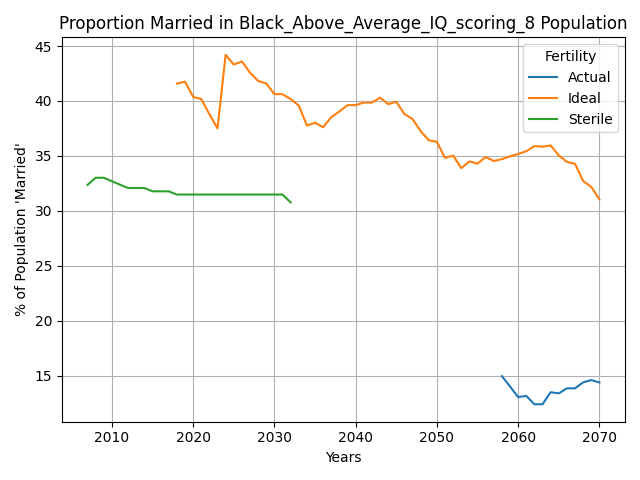 Proportion Married in Black_Above_Average_IQ_scoring_8 Population
% of Population 'Married'
45
40
35
30
25
20
15
Fertility
Actual
Ideal
Sterile
2010 2020 2030 2040 2050 2060 2070
Years